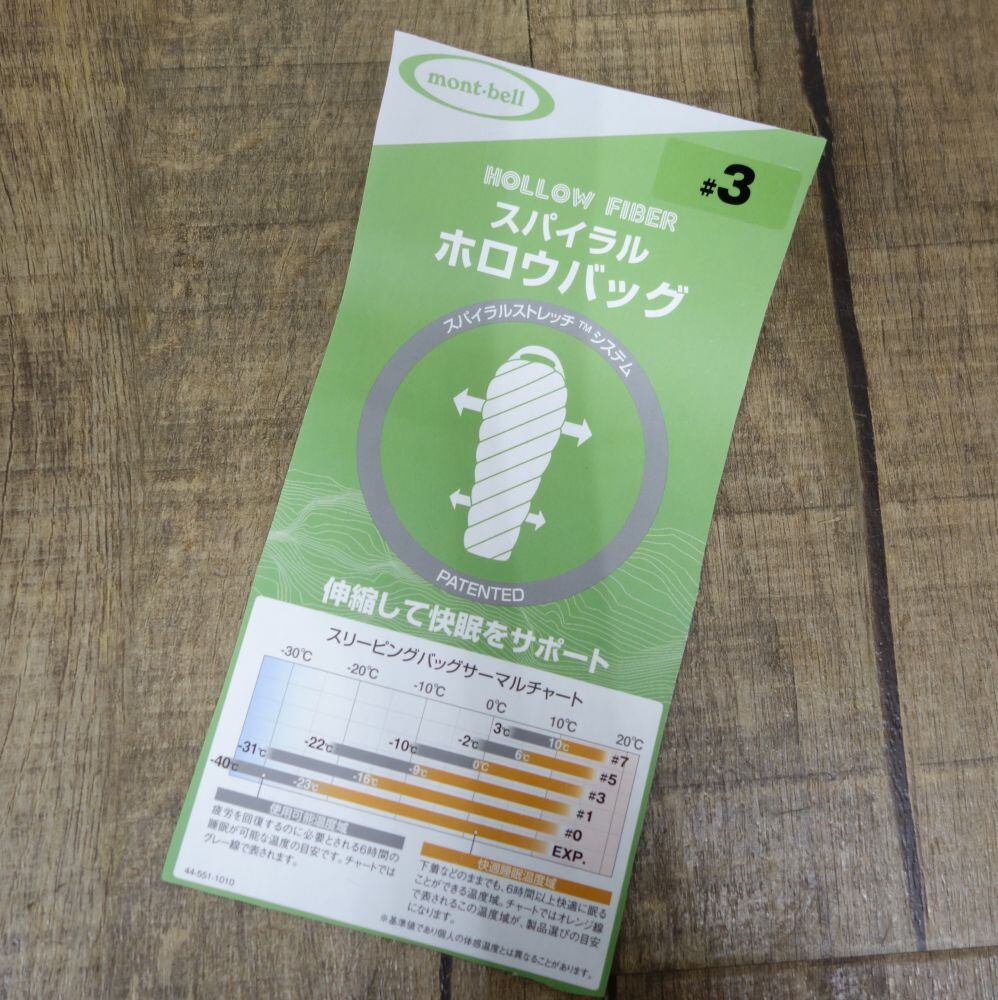 mont·bell
#3
HOLLOW FIBER
スパイラル
ホロウバッグ
スパイラルストレッチ™システム
PATENTED
伸縮して快眠をサポート
スリーピングバッグサーマルチャート
-30℃ -20℃ -10℃ 0℃ 10℃ 20℃
3℃ 10℃ #7
-2℃ 6℃ #5
-10℃ 0℃ #3
-22℃ -9℃ #1
-31℃ -16℃ #0
-40℃ -23℃ EXP.
使用可能温度域
疲労を回復するのに必要とされる6時間の
睡眠が可能な温度の目安です。チャートでは
グレー線で表されます。
44-551-1010
快適睡眠温度域
下着などのままでも、6時間以上快適に眠る
ことができる温度域。チャートではオレンジ線
で表されるこの温度域が、製品選びの目安
になります。
※基準値であり個人の体感温度とは異なることがあります。